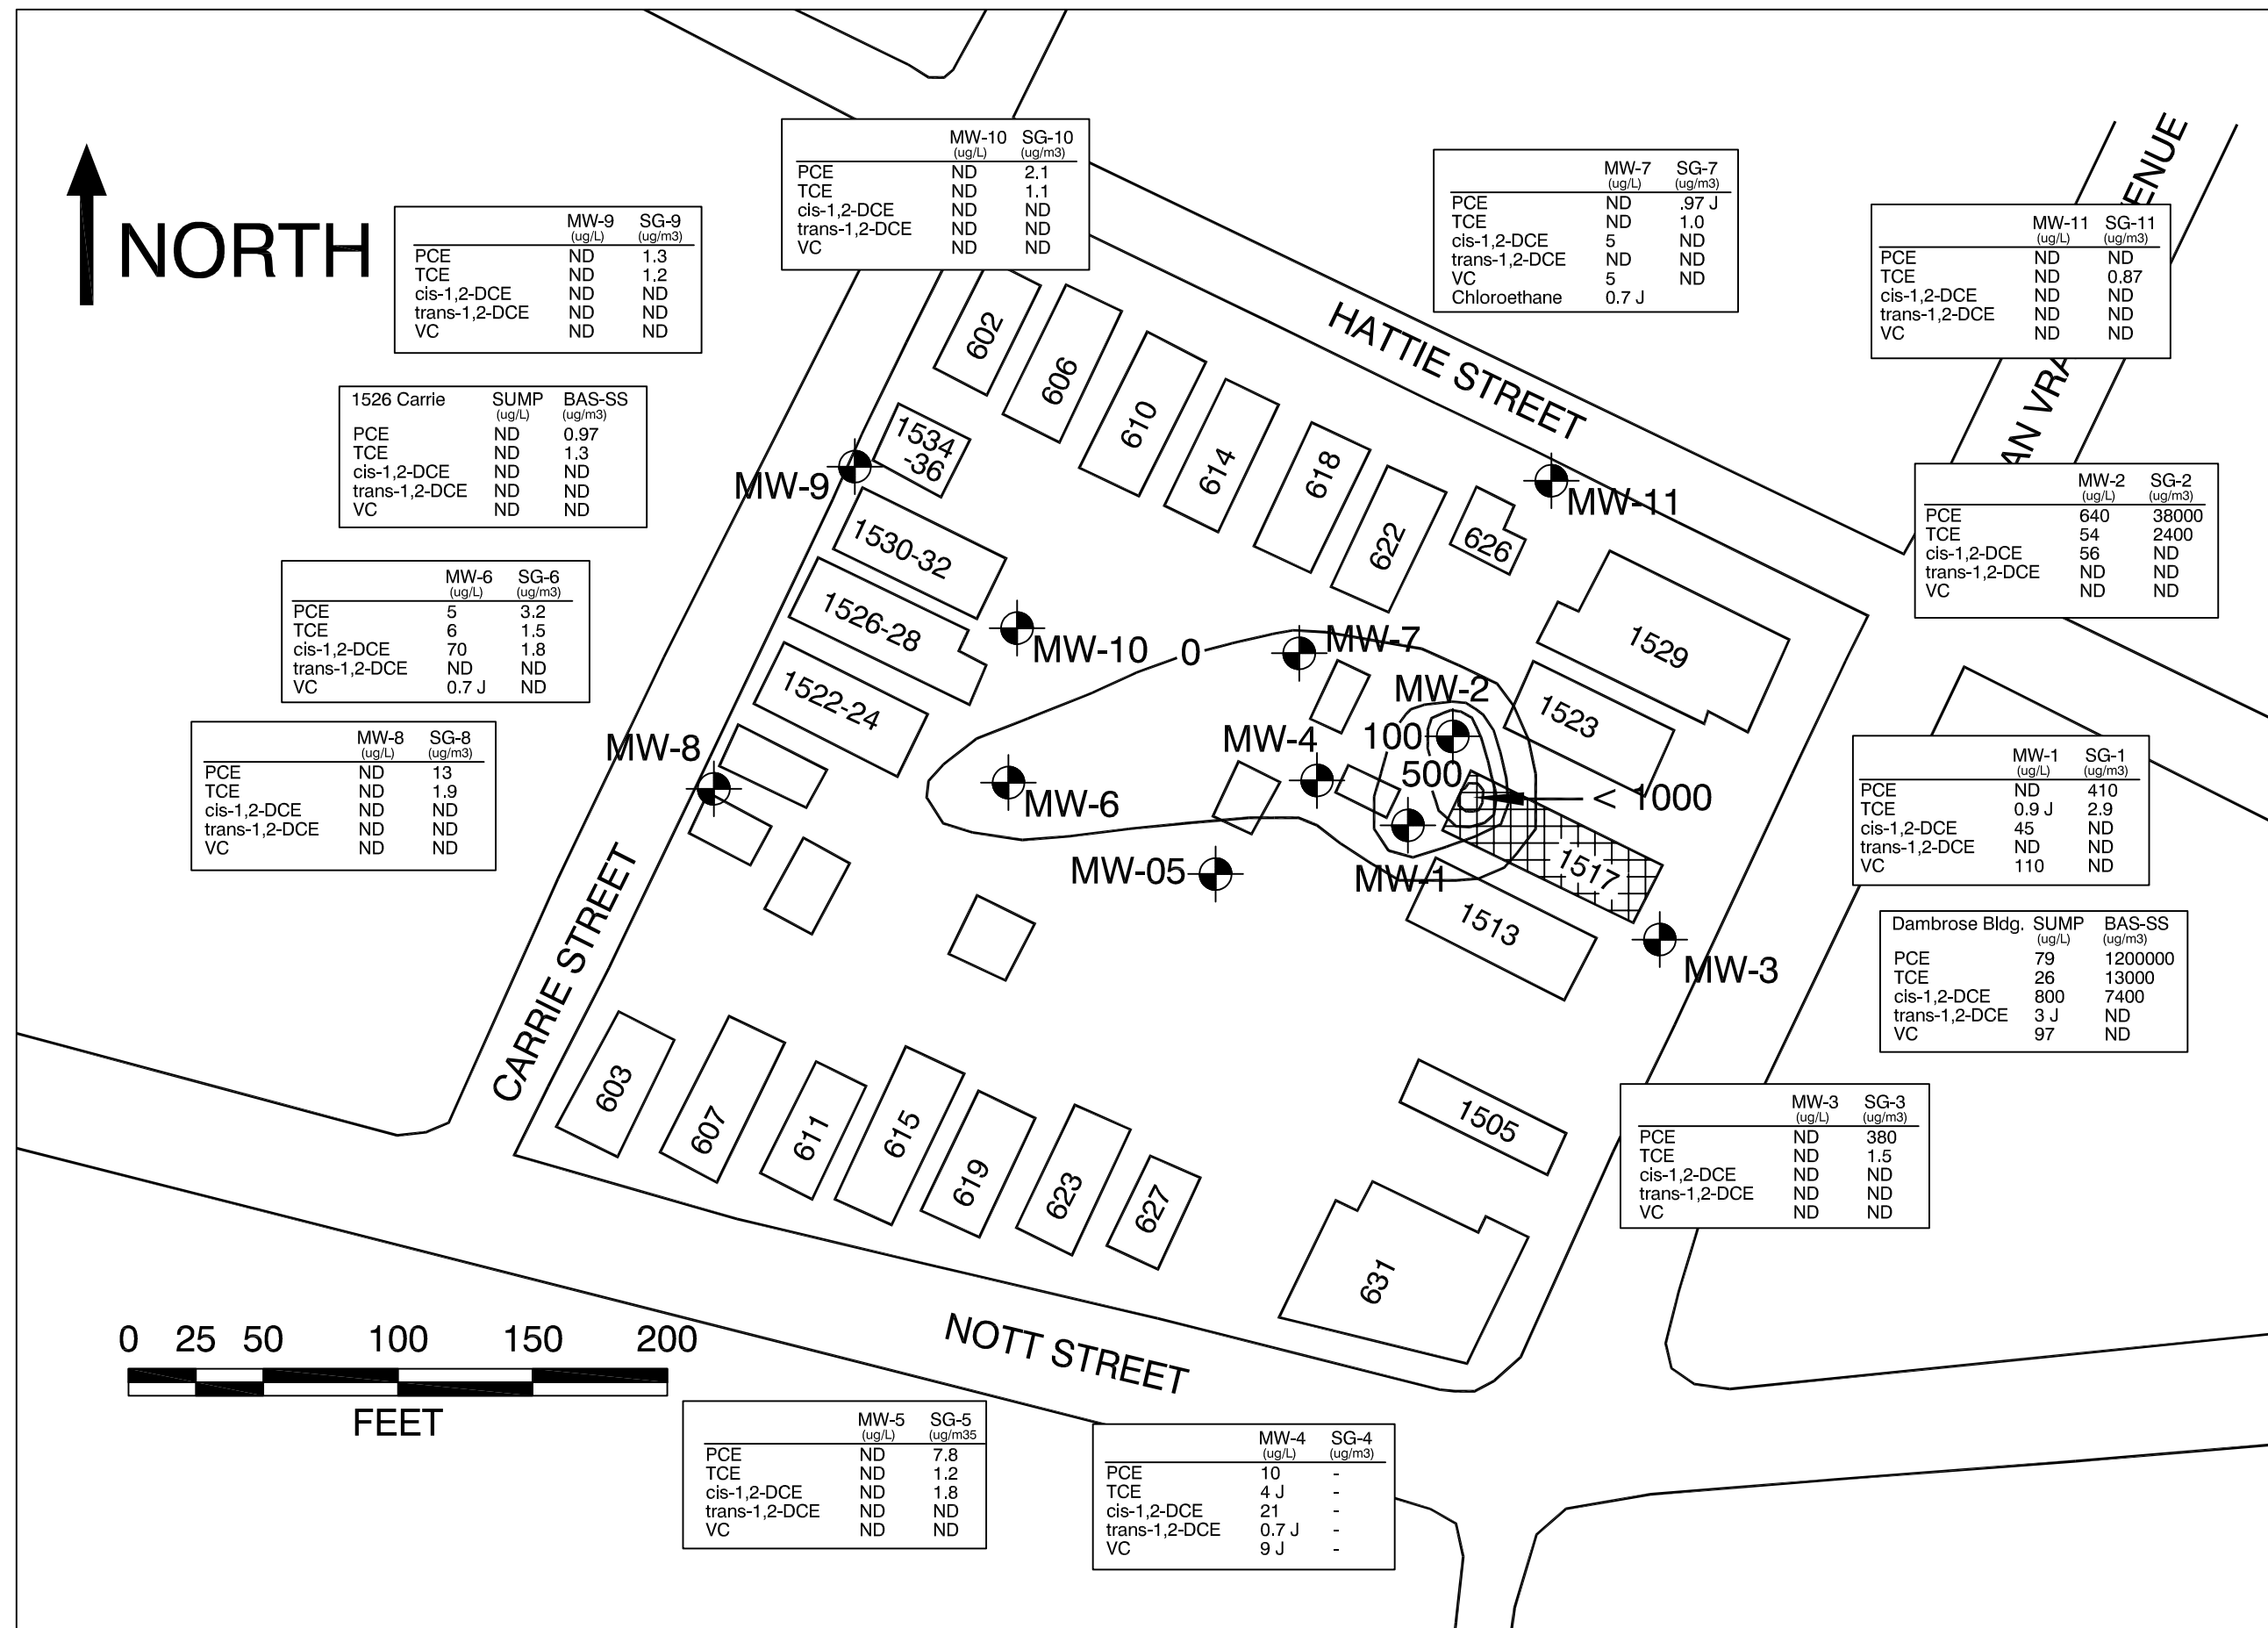 NORTH
MW-10 SG-10
(ug/L) (ug/m3)
PCE ND 2.1
TCE ND 1.1
cis-1,2-DCE ND ND
trans-1,2-DCE ND ND
VC ND ND
MW-7 SG-7
(ug/L) (ug/m3)
PCE ND .97 J
TCE ND 1.0
cis-1,2-DCE 5 ND
trans-1,2-DCE ND ND
VC 5 ND
Chloroethane 0.7 J
MW-9 SG-9
(ug/L) (ug/m3)
PCE ND 1.3
TCE ND 1.2
cis-1,2-DCE ND ND
trans-1,2-DCE ND ND
VC ND ND
MW-11 SG-11
(ug/L) (ug/m3)
PCE ND ND
TCE ND 0.87
cis-1,2-DCE ND ND
trans-1,2-DCE ND ND
VC ND ND
1526 Carrie SUMP BAS-SS
(ug/L) (ug/m3)
PCE ND 0.97
TCE ND 1.3
cis-1,2-DCE ND ND
trans-1,2-DCE ND ND
VC ND ND
MW-2 SG-2
(ug/L) (ug/m3)
PCE 640 38000
TCE 54 2400
cis-1,2-DCE 56 ND
trans-1,2-DCE ND ND
VC ND ND
MW-6 SG-6
(ug/L) (ug/m3)
PCE 5 3.2
TCE 6 1.5
cis-1,2-DCE 70 1.8
trans-1,2-DCE ND ND
VC 0.7 J ND
MW-8 SG-8
(ug/L) (ug/m3)
PCE ND 13
TCE ND 1.9
cis-1,2-DCE ND ND
trans-1,2-DCE ND ND
VC ND ND
MW-1 SG-1
(ug/L) (ug/m3)
PCE ND 410
TCE 0.9 J 2.9
cis-1,2-DCE 45 ND
trans-1,2-DCE ND ND
VC 110 ND
Dambrose Bldg. SUMP BAS-SS
(ug/L) (ug/m3)
PCE 79 1200000
TCE 26 13000
cis-1,2-DCE 800 7400
trans-1,2-DCE 3 J ND
VC 97 ND
MW-3 SG-3
(ug/L) (ug/m3)
PCE ND 380
TCE ND 1.5
cis-1,2-DCE ND ND
trans-1,2-DCE ND ND
VC ND ND
MW-5 SG-5
(ug/L) (ug/m35
PCE ND 7.8
TCE ND 1.2
cis-1,2-DCE ND 1.8
trans-1,2-DCE ND ND
VC ND ND
MW-4 SG-4
(ug/L) (ug/m3)
PCE 10 -
TCE 4 J -
cis-1,2-DCE 21 -
trans-1,2-DCE 0.7 J -
VC 9 J -
HATTIE STREET
AN VRA
ENUE
CARRIE STREET
NOTT STREET
602
606
610
614
618
622
626
1534
-36
1530-32
1526-28
1522-24
1529
1523
1517
1513
1505
603
607
611
615
619
623
627
631
MW-9
MW-11
MW-10
0
MW-7
MW-2
MW-8
MW-4
100
500
< 1000
MW-6
MW-05
MW-1
MW-3
0 25 50 100 150 200
FEET